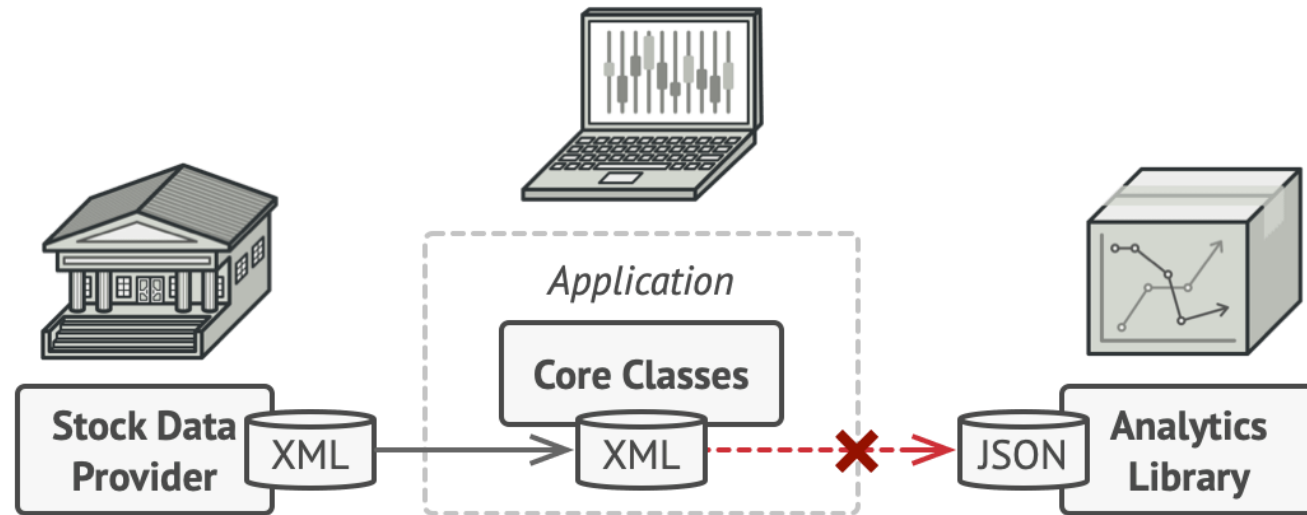 Application
Core Classes
Stock Data
Provider
XML
XML
JSON
Analytics
Library